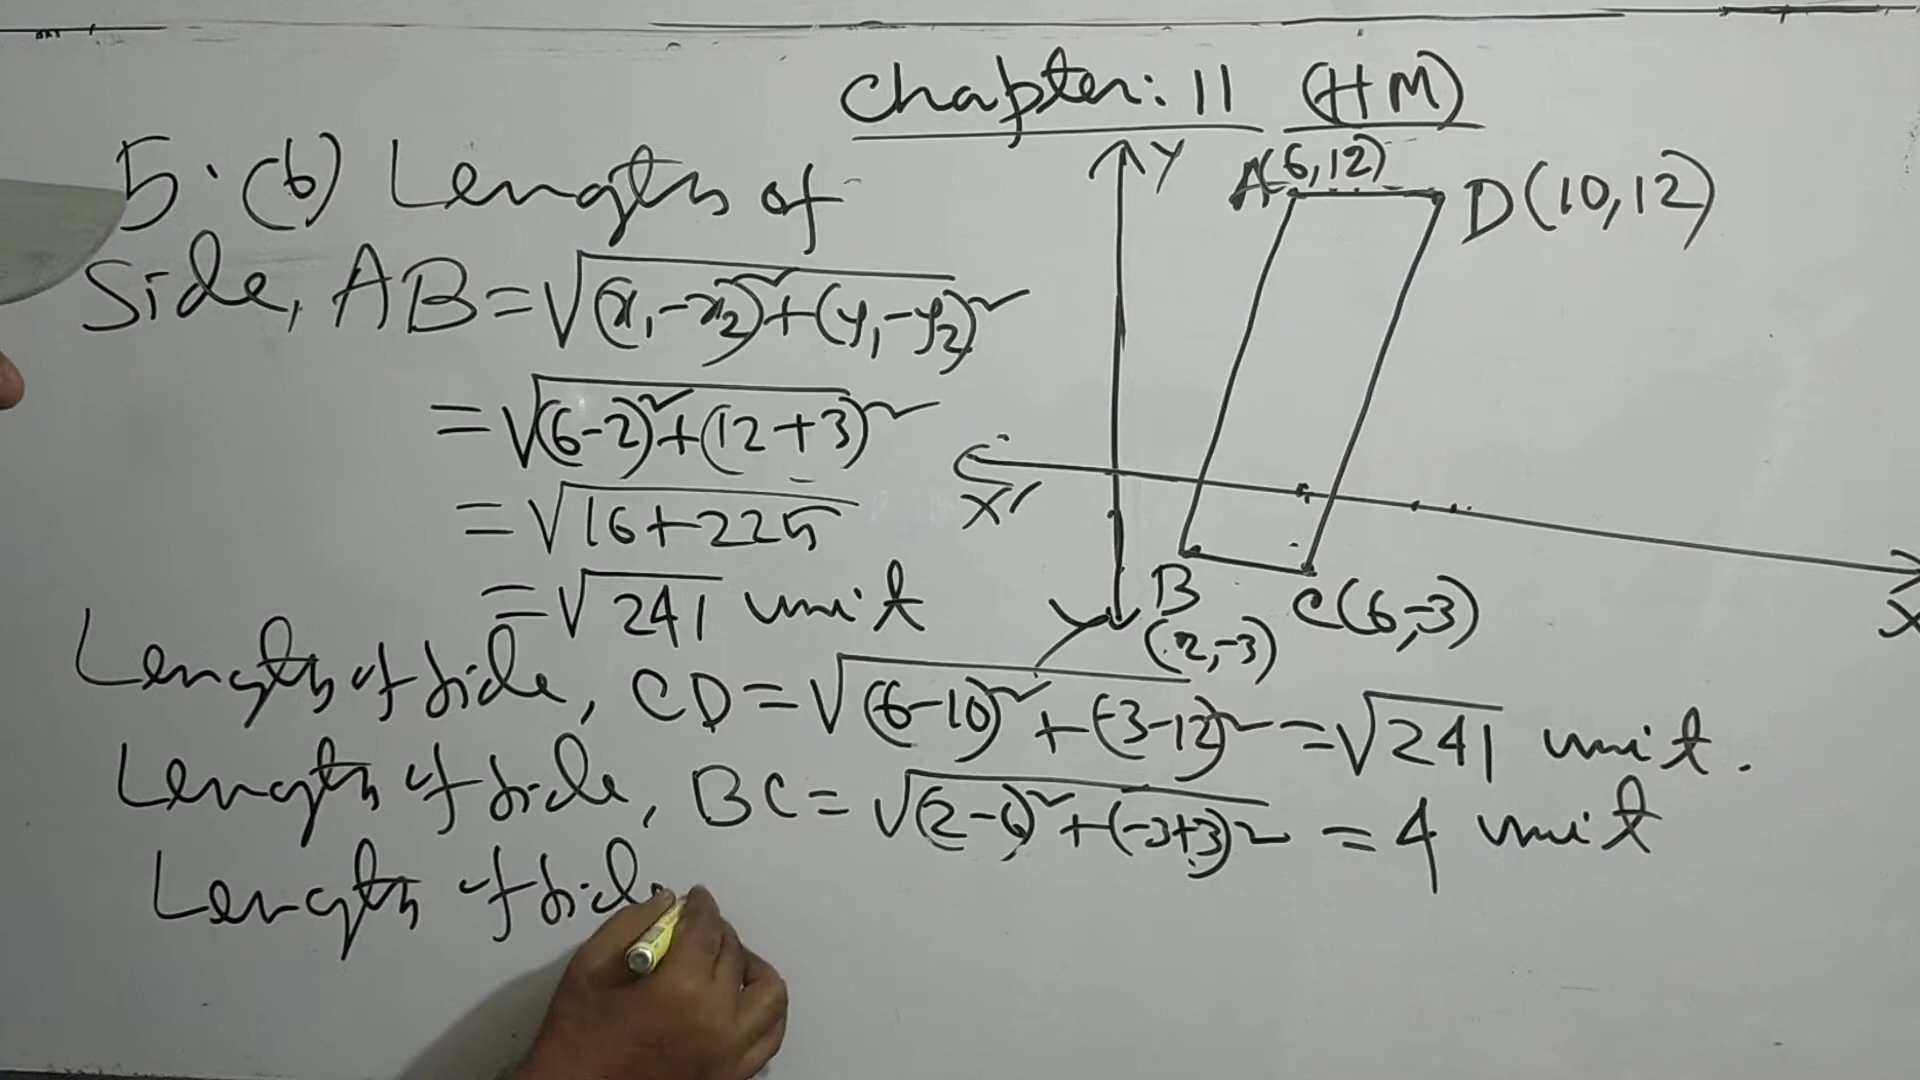 Chapter: 11 (HM)
5. (b) Length of
Side, AB = √(x₁-x₂)²+(y₁-y₂)²
= √(6-2)²+(12+3)²
= √16+225
= √241 unit
Length of side, CD = √(6-10)²+(-3-12)² = √241 unit.
Length of side, BC = √(2-6)²+(-3+3)² = 4 unit
Length of side
Y
A(6,12)
D(10,12)
X'
X
B
(2,-3)
C(6,-3)
Y'